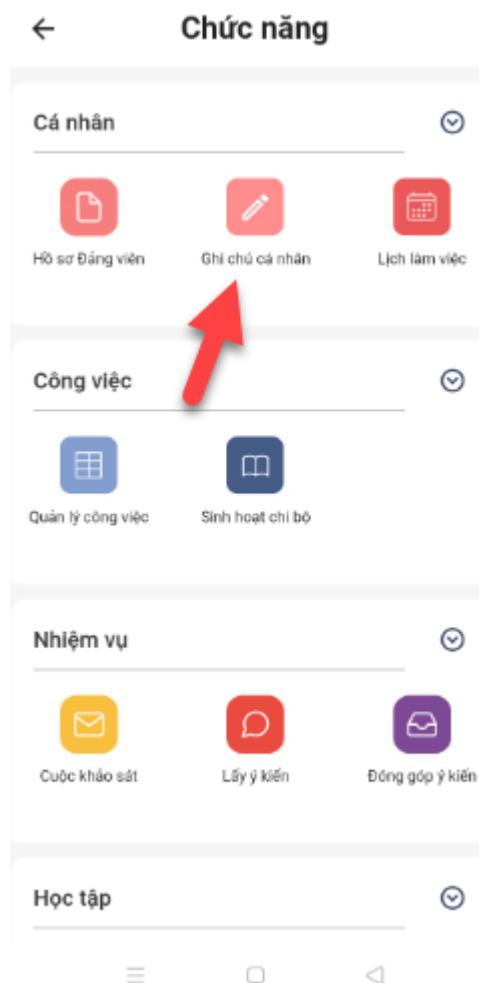 Chức năng
Cá nhân
Hồ sơ Đảng viên
Ghi chú cá nhân
Lịch làm việc
Công việc
Quản lý công việc
Sinh hoạt chi bộ
Nhiệm vụ
Cuộc khảo sát
Lấy ý kiến
Đóng góp ý kiến
Học tập